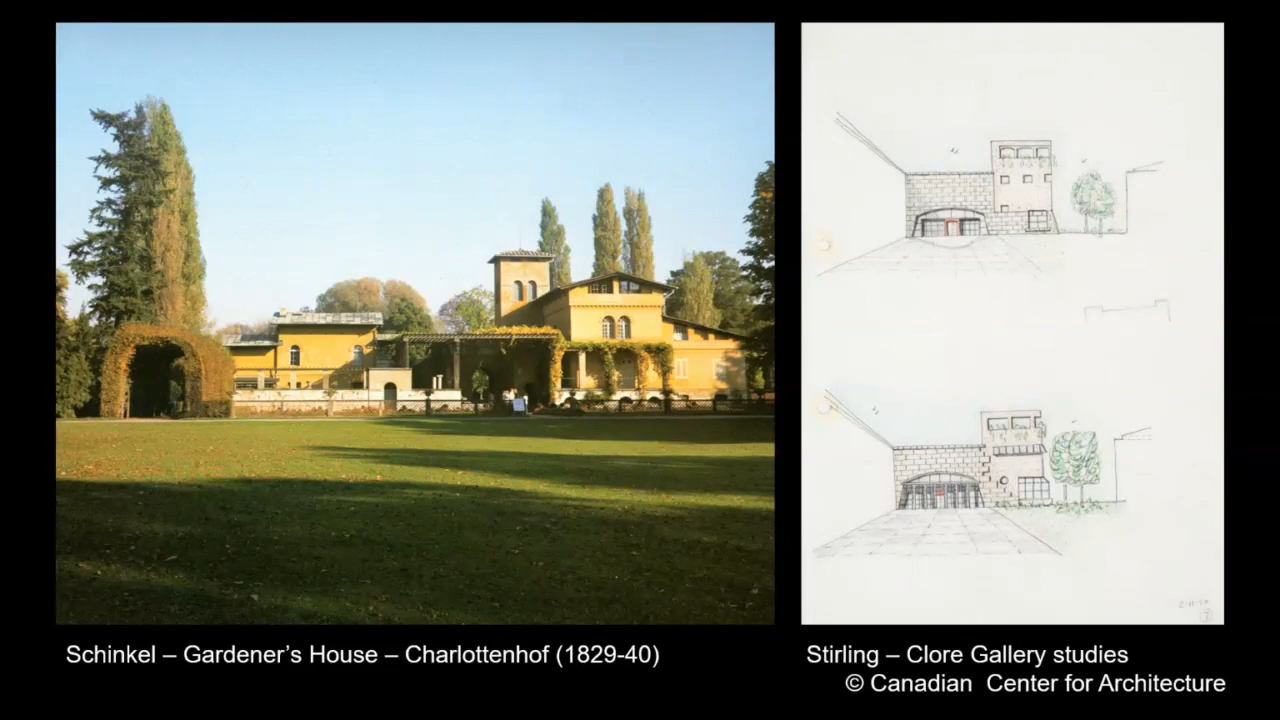 Schinkel – Gardener's House – Charlottenhof (1829-40)
Stirling – Clore Gallery studies
© Canadian  Center for Architecture